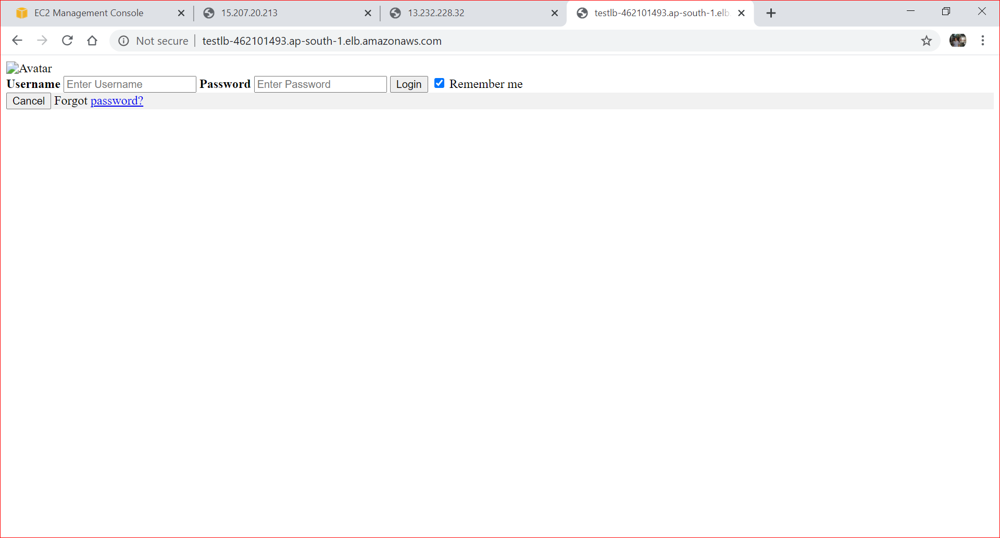 EC2 Management Console
15.207.20.213
13.232.228.32
testlb-462101493.ap-south-1.elb.
Not secure
testlb-462101493.ap-south-1.elb.amazonaws.com
Avatar
Username Enter Username Password Enter Password Login Remember me
Cancel Forgot password?